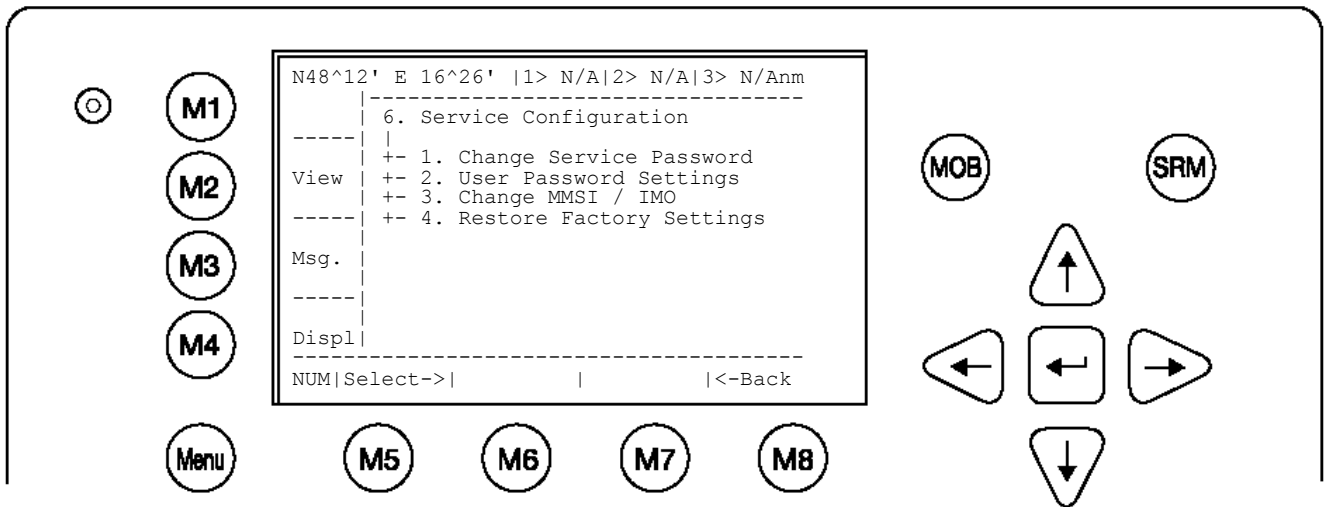 N48^12' E 16^26' |1> N/A|2> N/A|3> N/Anm
|----------------------------------
| 6. Service Configuration
-----| |
| +- 1. Change Service Password
View | +- 2. User Password Settings
| +- 3. Change MMSI / IMO
-----| +- 4. Restore Factory Settings
|
Msg. |
|
-----|
|
Displ|
----------------------------------------
NUM|Select->| | |<-Back
M1
M2
M3
M4
Menu
M5
M6
M7
M8
MOB
SRM